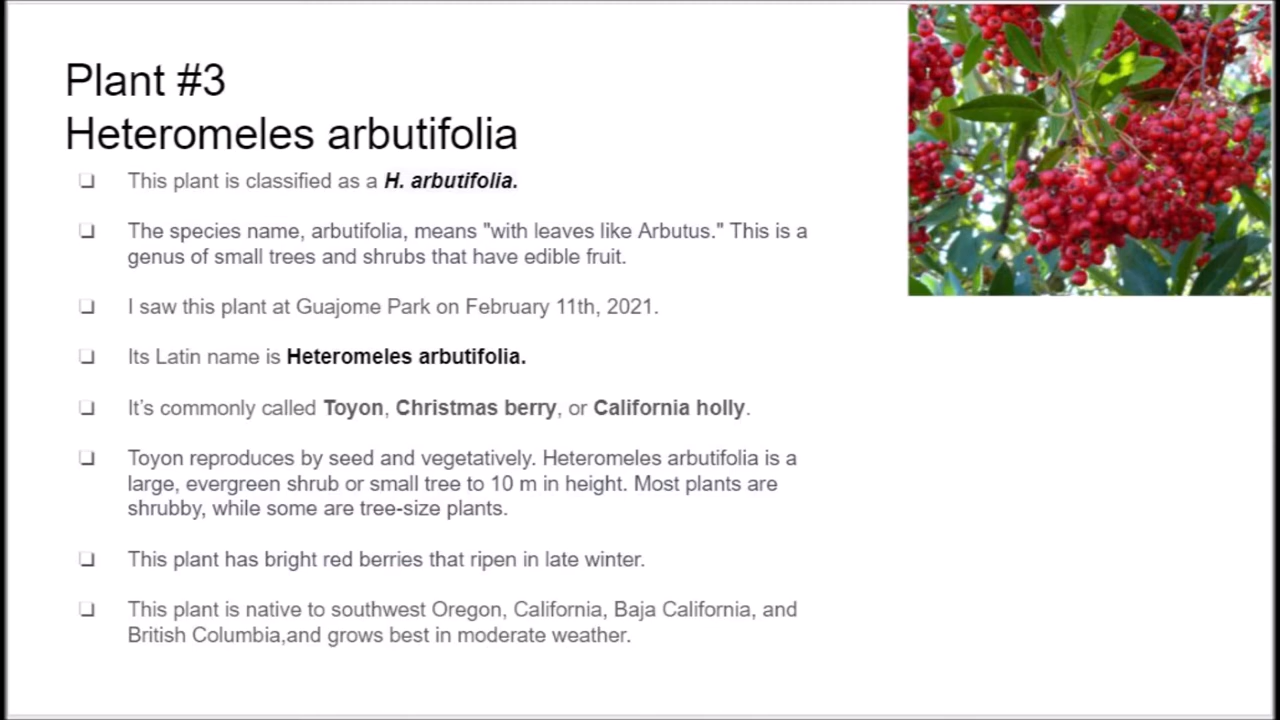 Plant #3
Heteromeles arbutifolia
❏ This plant is classified as a H. arbutifolia.
❏ The species name, arbutifolia, means "with leaves like Arbutus." This is a
genus of small trees and shrubs that have edible fruit.
❏ I saw this plant at Guajome Park on February 11th, 2021.
❏ Its Latin name is Heteromeles arbutifolia.
❏ It’s commonly called Toyon, Christmas berry, or California holly.
❏ Toyon reproduces by seed and vegetatively. Heteromeles arbutifolia is a
large, evergreen shrub or small tree to 10 m in height. Most plants are
shrubby, while some are tree-size plants.
❏ This plant has bright red berries that ripen in late winter.
❏ This plant is native to southwest Oregon, California, Baja California, and
British Columbia,and grows best in moderate weather.